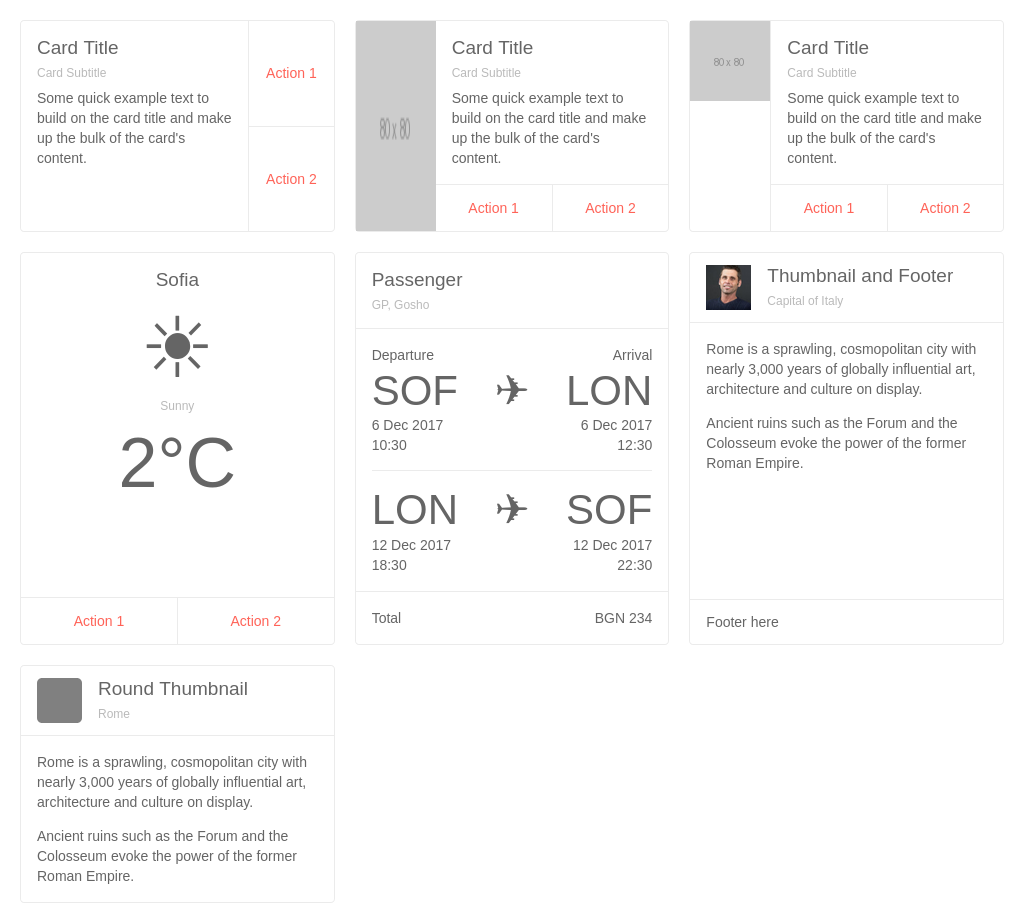 Card Title
Card Subtitle
Some quick example text to
build on the card title and make
up the bulk of the card's
content.
Action 1
Action 2
80 x 80
Card Title
Card Subtitle
Some quick example text to
build on the card title and make
up the bulk of the card's
content.
Action 1
Action 2
80 x 80
Card Title
Card Subtitle
Some quick example text to
build on the card title and make
up the bulk of the card's
content.
Action 1
Action 2
Sofia
Sunny
2°C
Action 1
Action 2
Passenger
GP, Gosho
Departure Arrival
SOF ✈ LON
6 Dec 2017 6 Dec 2017
10:30 12:30
LON ✈ SOF
12 Dec 2017 12 Dec 2017
18:30 22:30
Total BGN 234
Thumbnail and Footer
Capital of Italy
Rome is a sprawling, cosmopolitan city with
nearly 3,000 years of globally influential art,
architecture and culture on display.
Ancient ruins such as the Forum and the
Colosseum evoke the power of the former
Roman Empire.
Footer here
Round Thumbnail
Rome
Rome is a sprawling, cosmopolitan city with
nearly 3,000 years of globally influential art,
architecture and culture on display.
Ancient ruins such as the Forum and the
Colosseum evoke the power of the former
Roman Empire.